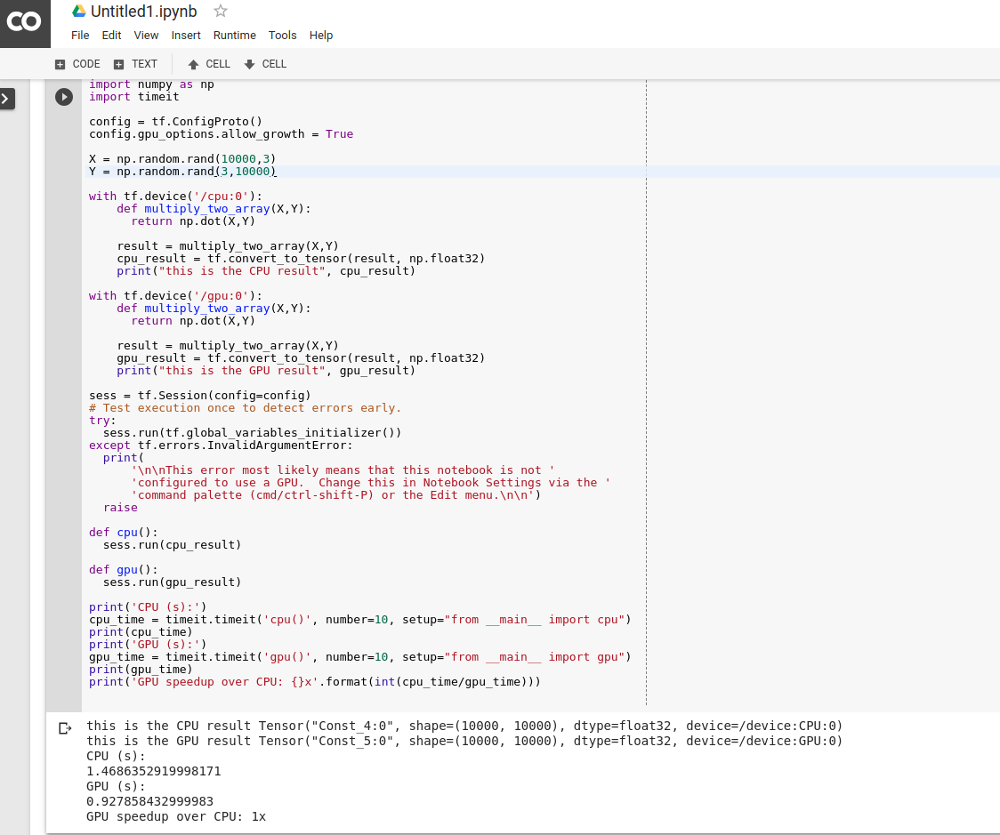 CO
Untitled1.ipynb
File Edit View Insert Runtime Tools Help
CODE TEXT CELL CELL
import numpy as np
import timeit
config = tf.ConfigProto()
config.gpu_options.allow_growth = True
X = np.random.rand(10000,3)
Y = np.random.rand(3,10000)
with tf.device('/cpu:0'):
    def multiply_two_array(X,Y):
      return np.dot(X,Y)
    result = multiply_two_array(X,Y)
    cpu_result = tf.convert_to_tensor(result, np.float32)
    print("this is the CPU result", cpu_result)
with tf.device('/gpu:0'):
    def multiply_two_array(X,Y):
      return np.dot(X,Y)
    result = multiply_two_array(X,Y)
    gpu_result = tf.convert_to_tensor(result, np.float32)
    print("this is the GPU result", gpu_result)
sess = tf.Session(config=config)
# Test execution once to detect errors early.
try:
  sess.run(tf.global_variables_initializer())
except tf.errors.InvalidArgumentError:
  print(
      '\n\nThis error most likely means that this notebook is not '
      'configured to use a GPU.  Change this in Notebook Settings via the '
      'command palette (cmd/ctrl-shift-P) or the Edit menu.\n\n')
  raise
def cpu():
  sess.run(cpu_result)
def gpu():
  sess.run(gpu_result)
print('CPU (s):')
cpu_time = timeit.timeit('cpu()', number=10, setup="from __main__ import cpu")
print(cpu_time)
print('GPU (s):')
gpu_time = timeit.timeit('gpu()', number=10, setup="from __main__ import gpu")
print(gpu_time)
print('GPU speedup over CPU: {}x'.format(int(cpu_time/gpu_time)))
this is the CPU result Tensor("Const_4:0", shape=(10000, 10000), dtype=float32, device=/device:CPU:0)
this is the GPU result Tensor("Const_5:0", shape=(10000, 10000), dtype=float32, device=/device:GPU:0)
CPU (s):
1.4686352919998171
GPU (s):
0.927858432999983
GPU speedup over CPU: 1x